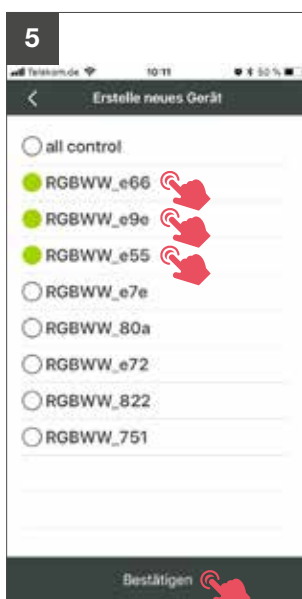 5
Telekom.de 10:11 50 %
Erstelle neues Gerät
all control
RGBWW_e66
RGBWW_e9e
RGBWW_e55
RGBWW_e7e
RGBWW_80a
RGBWW_e72
RGBWW_822
RGBWW_751
Bestätigen